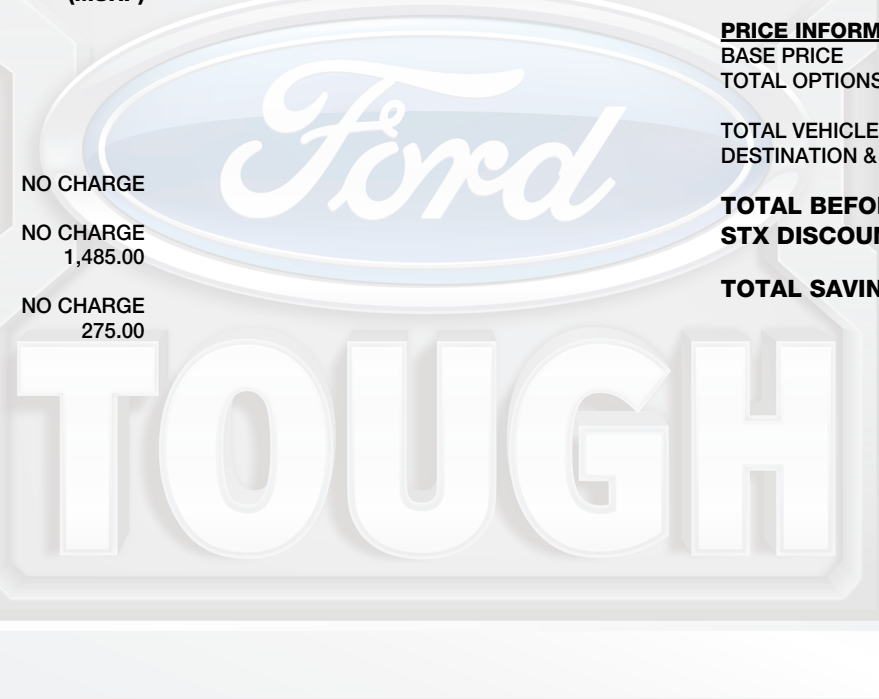 (MSRP)
NO CHARGE
NO CHARGE
1,485.00
NO CHARGE
275.00
PRICE INFORM
BASE PRICE
TOTAL OPTIONS
TOTAL VEHICLE
DESTINATION &
TOTAL BEFO
STX DISCOUN
TOTAL SAVIN
Ford
TOUGH